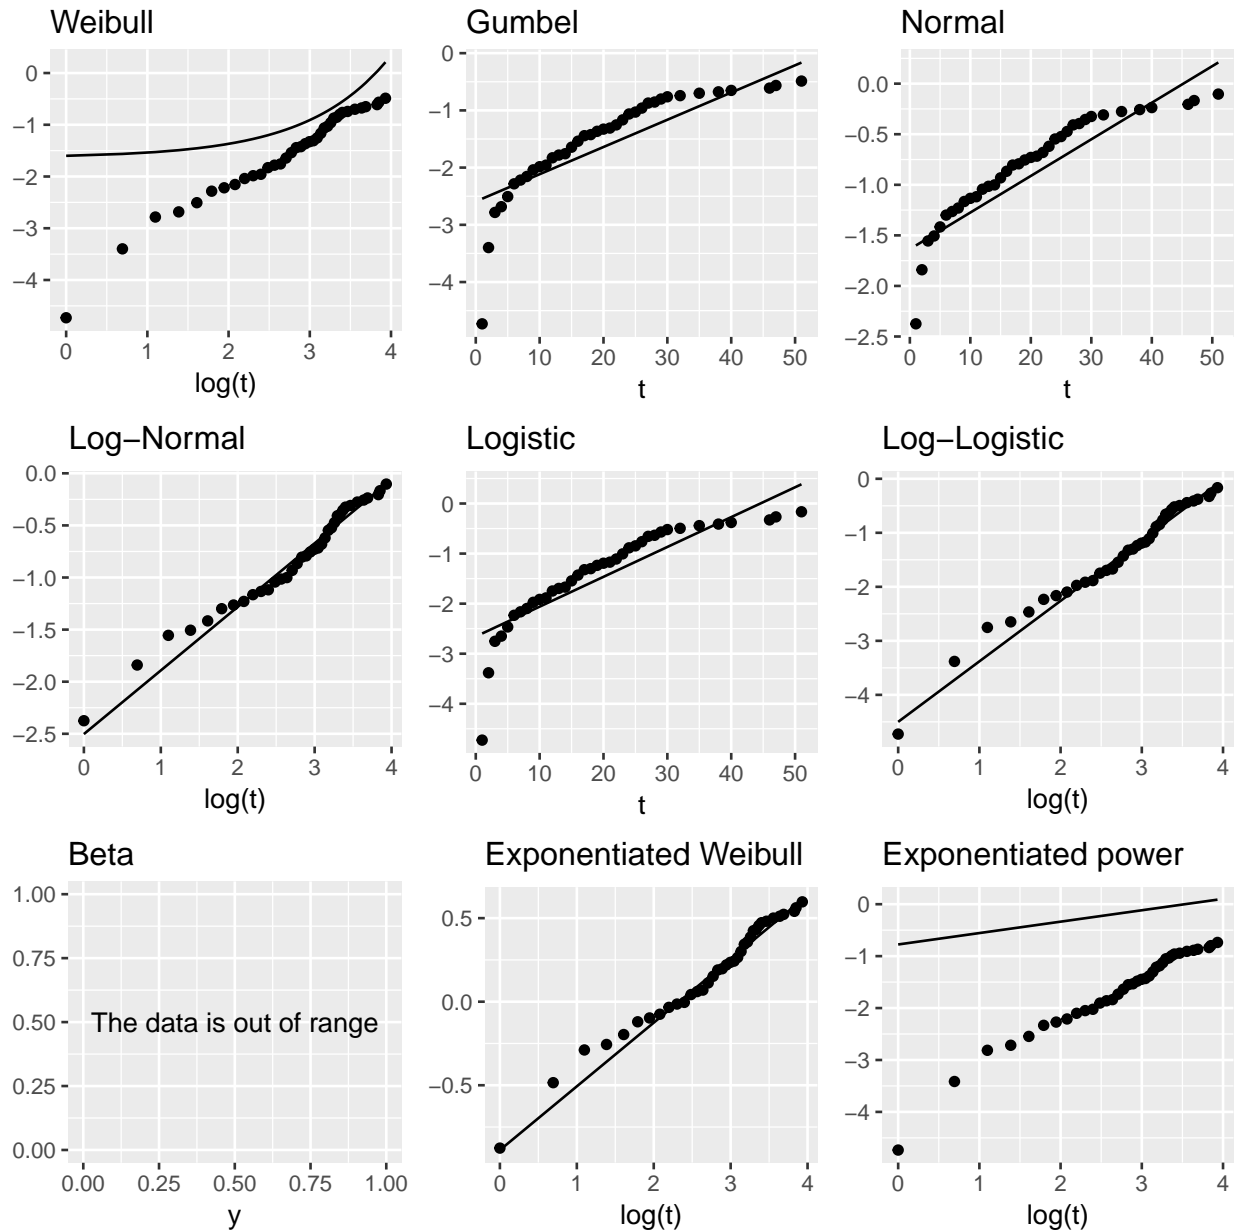 Weibull
0
−1
−2
−3
−4
0 1 2 3 4
log(t)
Gumbel
0
−1
−2
−3
−4
0 10 20 30 40 50
t
Normal
0.0
−0.5
−1.0
−1.5
−2.0
−2.5
0 10 20 30 40 50
t
Log−Normal
0.0
−0.5
−1.0
−1.5
−2.0
−2.5
0 1 2 3 4
log(t)
Logistic
0
−1
−2
−3
−4
0 10 20 30 40 50
t
Log−Logistic
0
−1
−2
−4
0 1 2 3 4
log(t)
Beta
1.00
0.75
0.50
0.25
0.00
The data is out of range
0.00 0.25 0.50 0.75 1.00
y
Exponentiated Weibull
0.5
0.0
−0.5
0 1 2 3 4
log(t)
Exponentiated power
0
−1
−2
−3
−4
0 1 2 3 4
log(t)